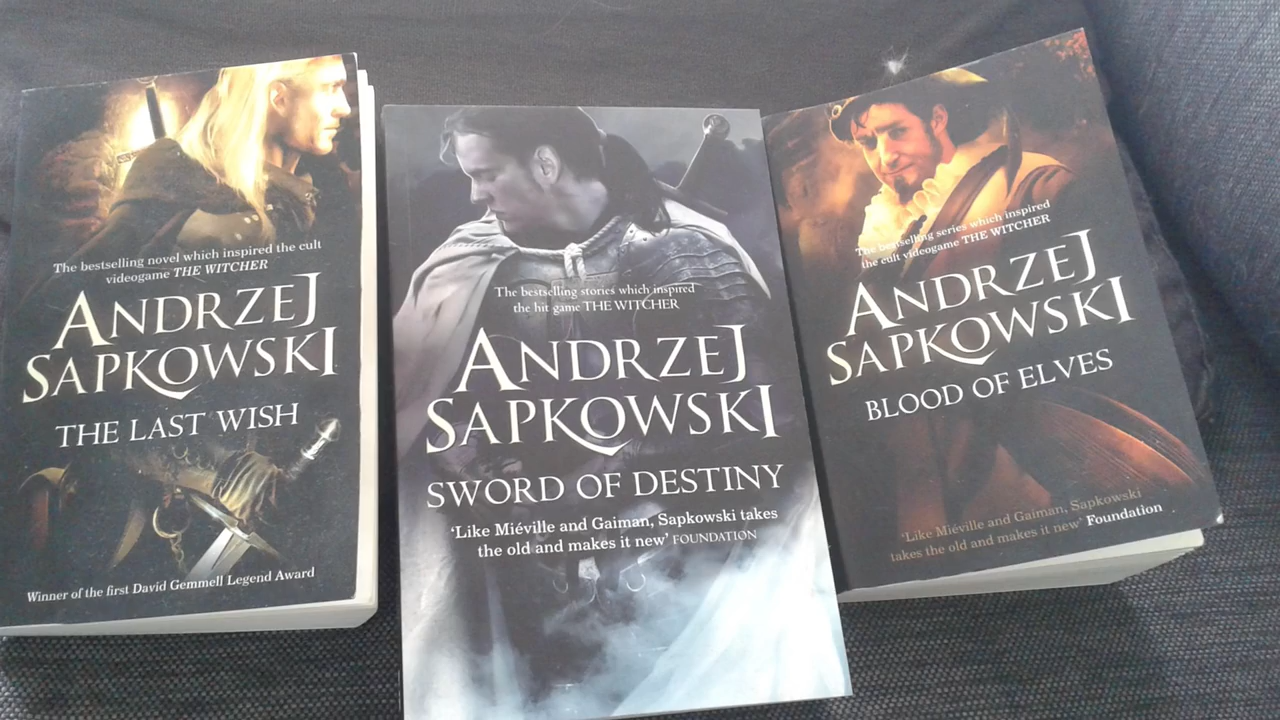 The bestselling novel which inspired the cult
videogame THE WITCHER
ANDRZEJ
SAPKOWSKI
THE LAST WISH
Winner of the first David Gemmell Legend Award
The bestselling stories which inspired
the hit game THE WITCHER
ANDRZEJ
SAPKOWSKI
SWORD OF DESTINY
‘Like Miéville and Gaiman, Sapkowski takes
the old and makes it new’ FOUNDATION
The bestselling series which inspired
the cult videogame THE WITCHER
ANDRZEJ
SAPKOWSKI
BLOOD OF ELVES
‘Like Miéville and Gaiman, Sapkowski
takes the old and makes it new’ Foundation